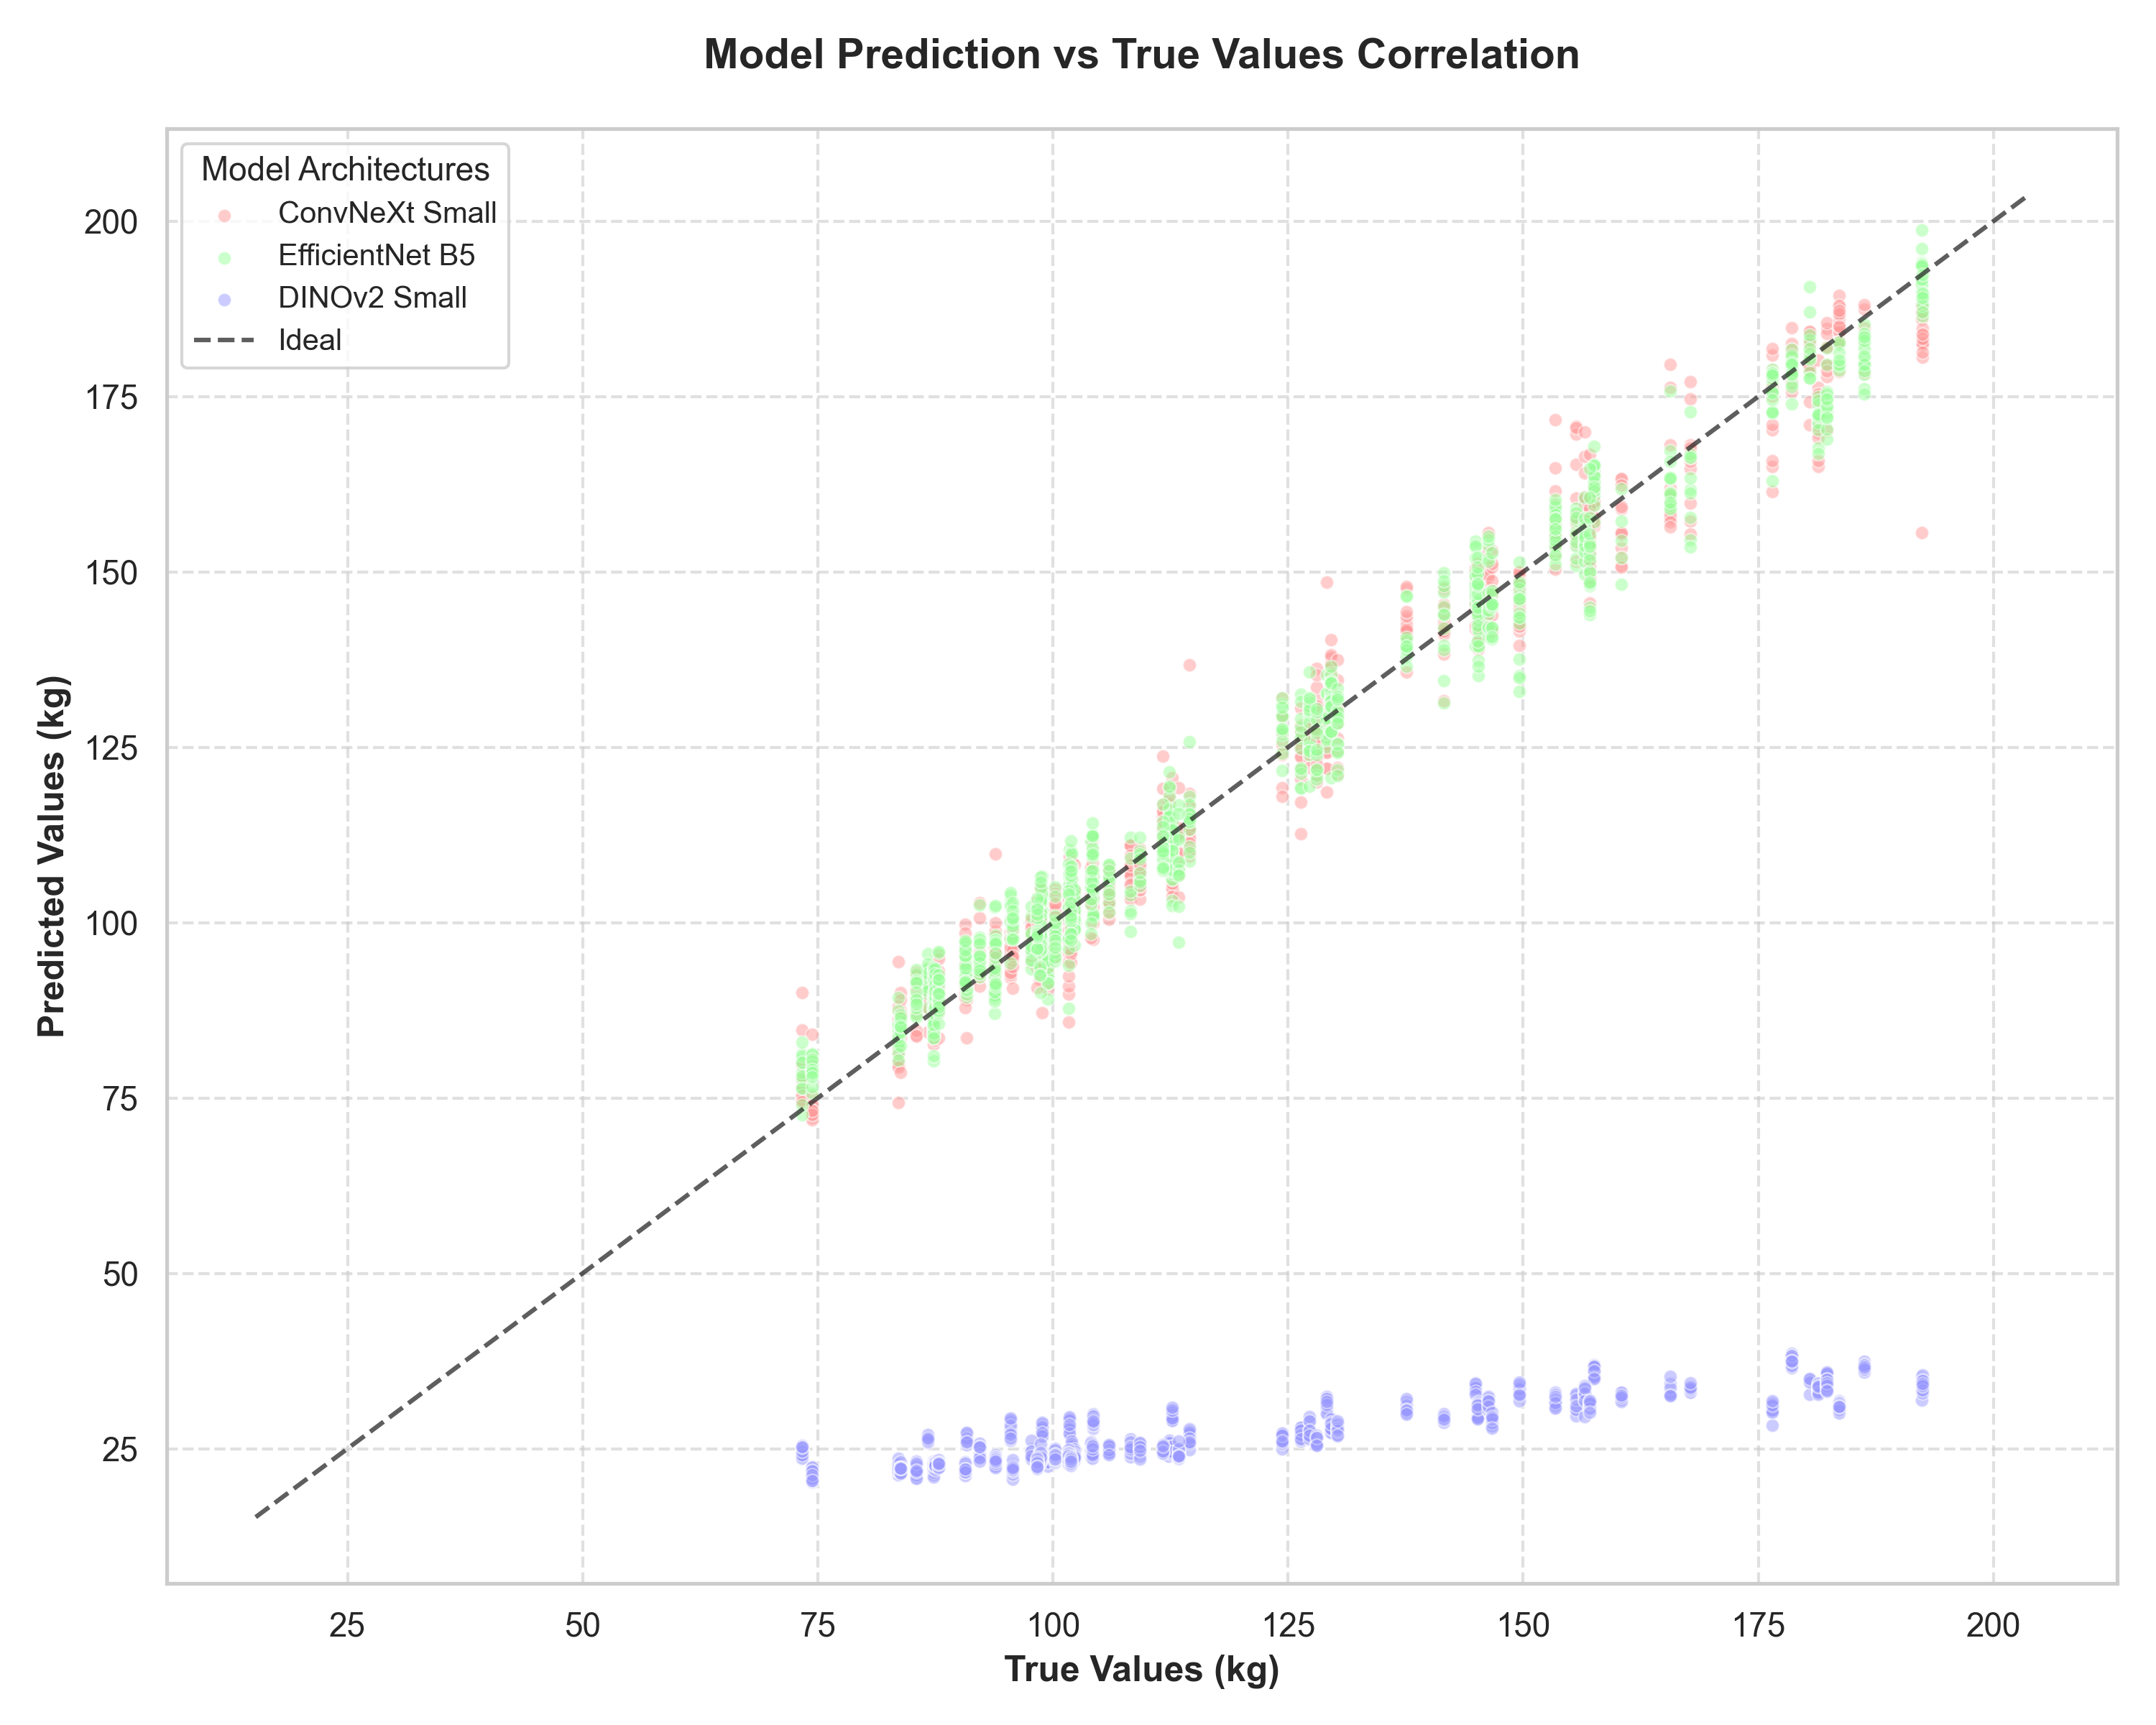 Model Prediction vs True Values Correlation
Model Architectures
ConvNeXt Small
EfficientNet B5
DINOv2 Small
Ideal
Predicted Values (kg)
200
175
150
125
100
75
50
25
25 50 75 100 125 150 175 200
True Values (kg)